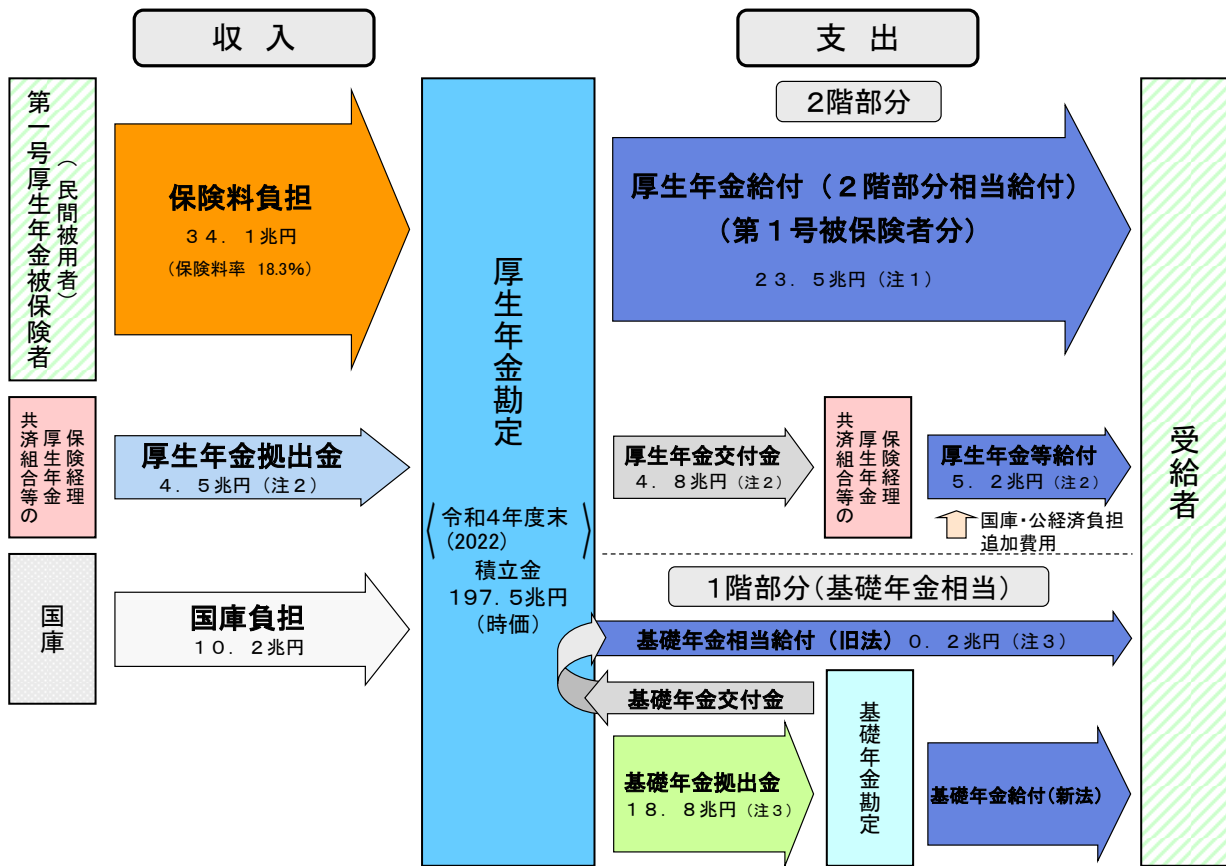 収 入
支 出
第一号厚生年金被保険者
（民間被用者）
保険料負担
３４．１兆円
（保険料率 18.3％）
共済組合等の
厚生年金
保険経理
厚生年金拠出金
４．５兆円（注２）
国庫
国庫負担
１０．２兆円
厚生年金勘定
令和４年度末
(2022)
積立金
197.5兆円
（時価）
２階部分
厚生年金給付（２階部分相当給付）
（第１号被保険者分）
２３．５兆円（注１）
厚生年金交付金
４．８兆円（注２）
共済組合等の
厚生年金
保険経理
厚生年金等給付
５．２兆円（注２）
国庫・公経済負担
追加費用
１階部分（基礎年金相当）
基礎年金相当給付（旧法）０．２兆円（注３）
基礎年金交付金
基礎年金拠出金
１８．８兆円（注３）
基礎年金勘定
基礎年金給付（新法）
受給者